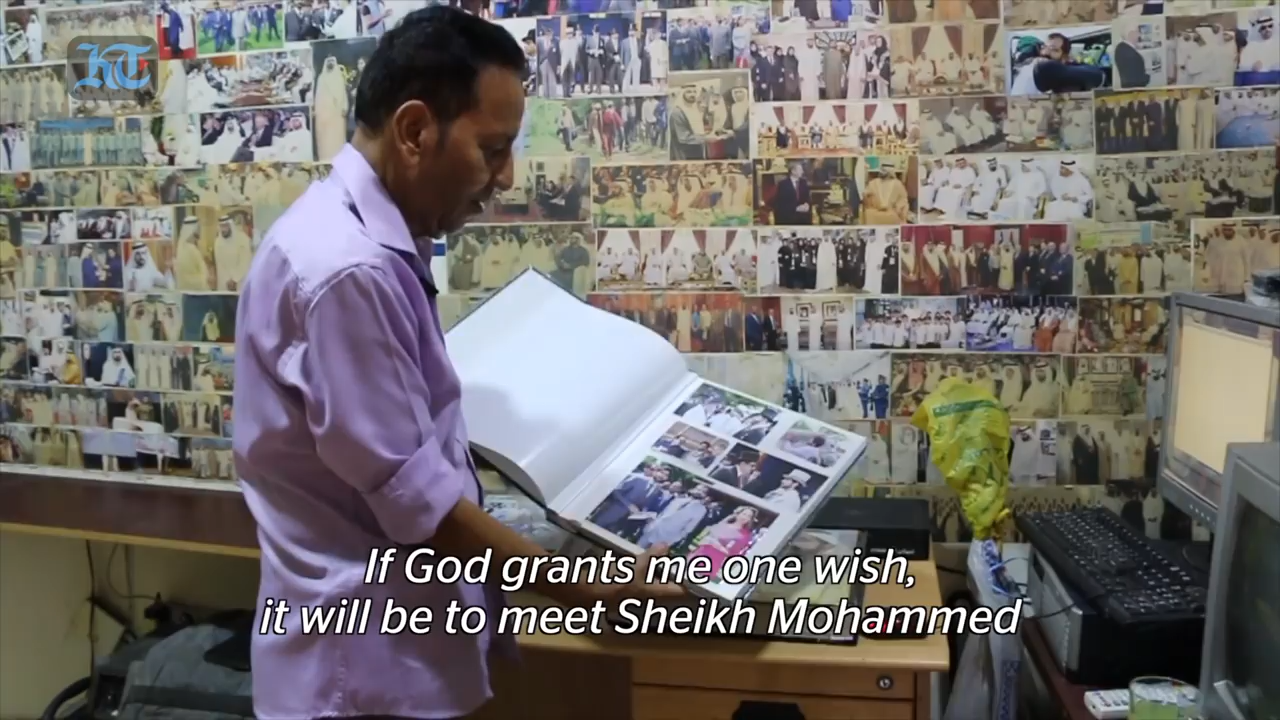 KT
If God grants me one wish,
it will be to meet Sheikh Mohammed